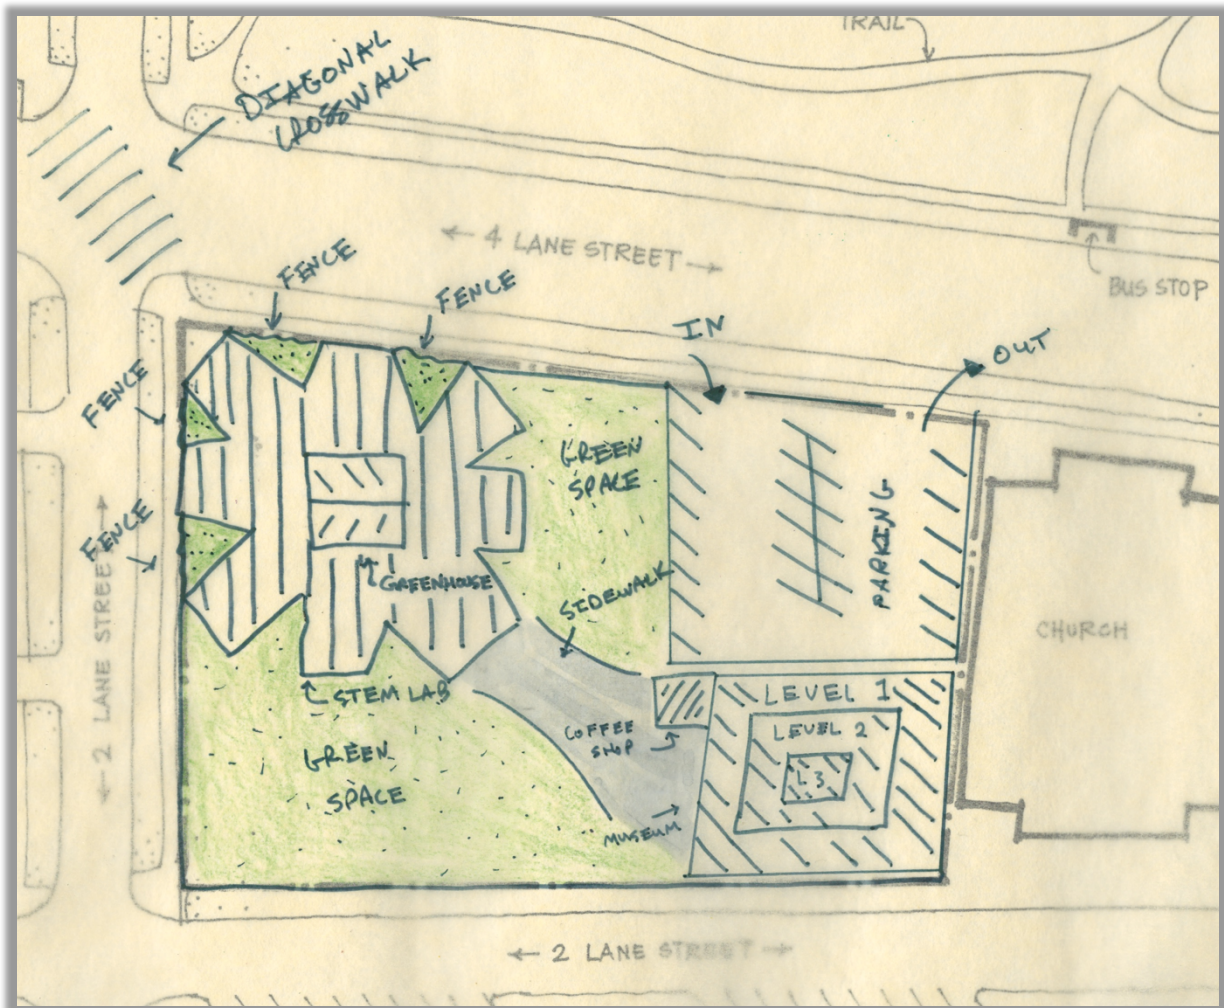 TRAIL
DIAGONAL
CROSSWALK
← 4 LANE STREET →
BUS STOP
FENCE
FENCE
IN
OUT
FENCE
FENCE
GREEN
SPACE
PARKING
GREENHOUSE
SIDEWALK
CHURCH
← 2 LANE STREET →
STEM LAB
LEVEL 1
COFFEE
SHOP
LEVEL 2
L3
GREEN
SPACE
MUSEUM
← 2 LANE STREET →